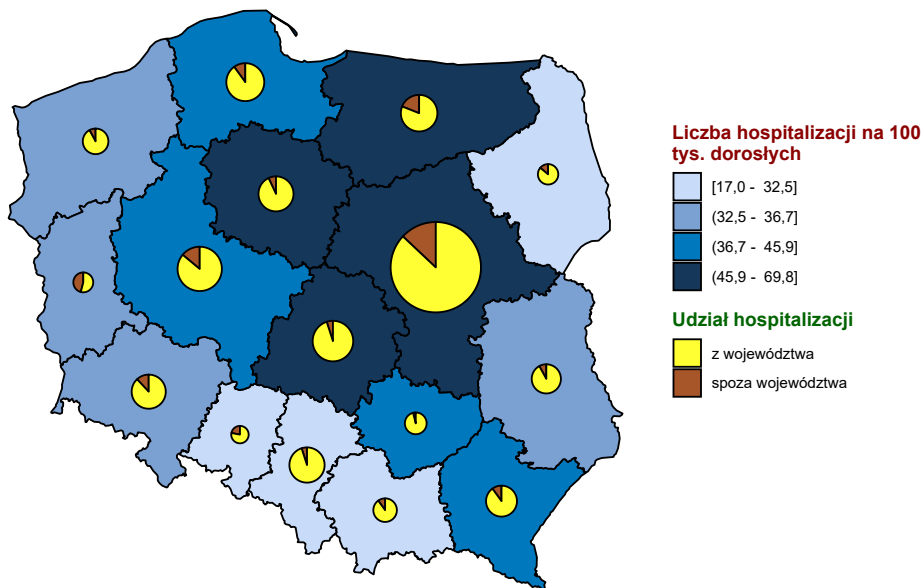 Liczba hospitalizacji na 100
tys. dorosłych
[17,0 - 32,5]
(32,5 - 36,7]
(36,7 - 45,9]
(45,9 - 69,8]
Udział hospitalizacji
z województwa
spoza województwa